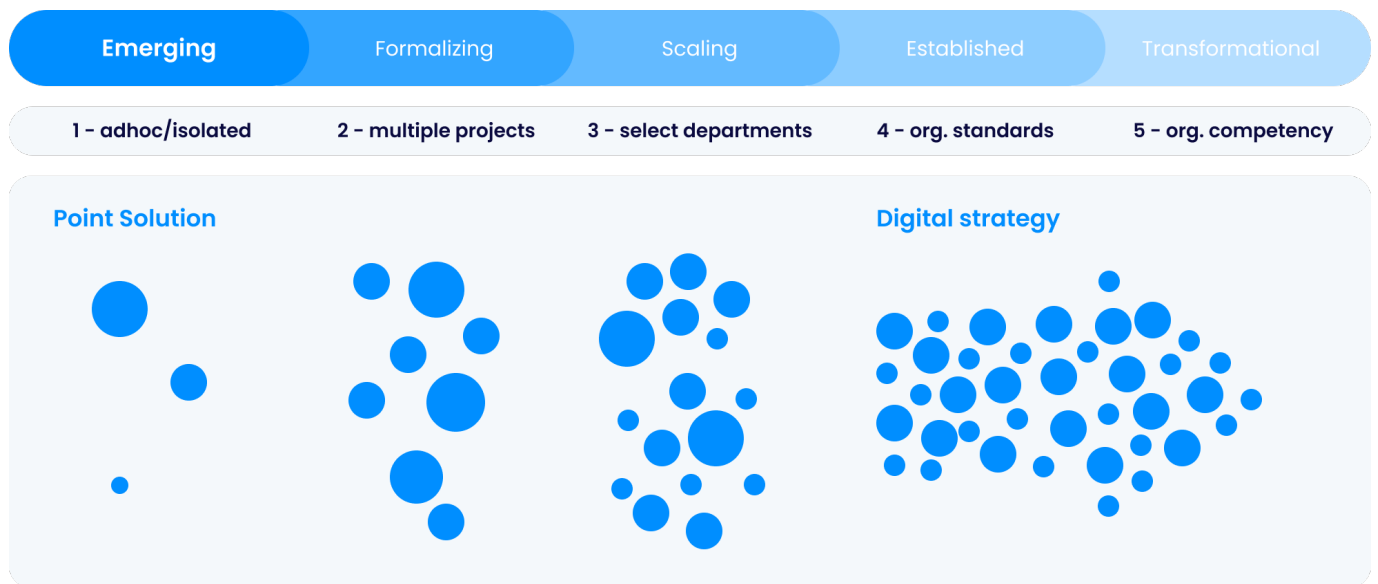 Emerging
Formalizing
Scaling
Established
Transformational
1 - adhoc/isolated
2 - multiple projects
3 - select departments
4 - org. standards
5 - org. competency
Point Solution
Digital strategy